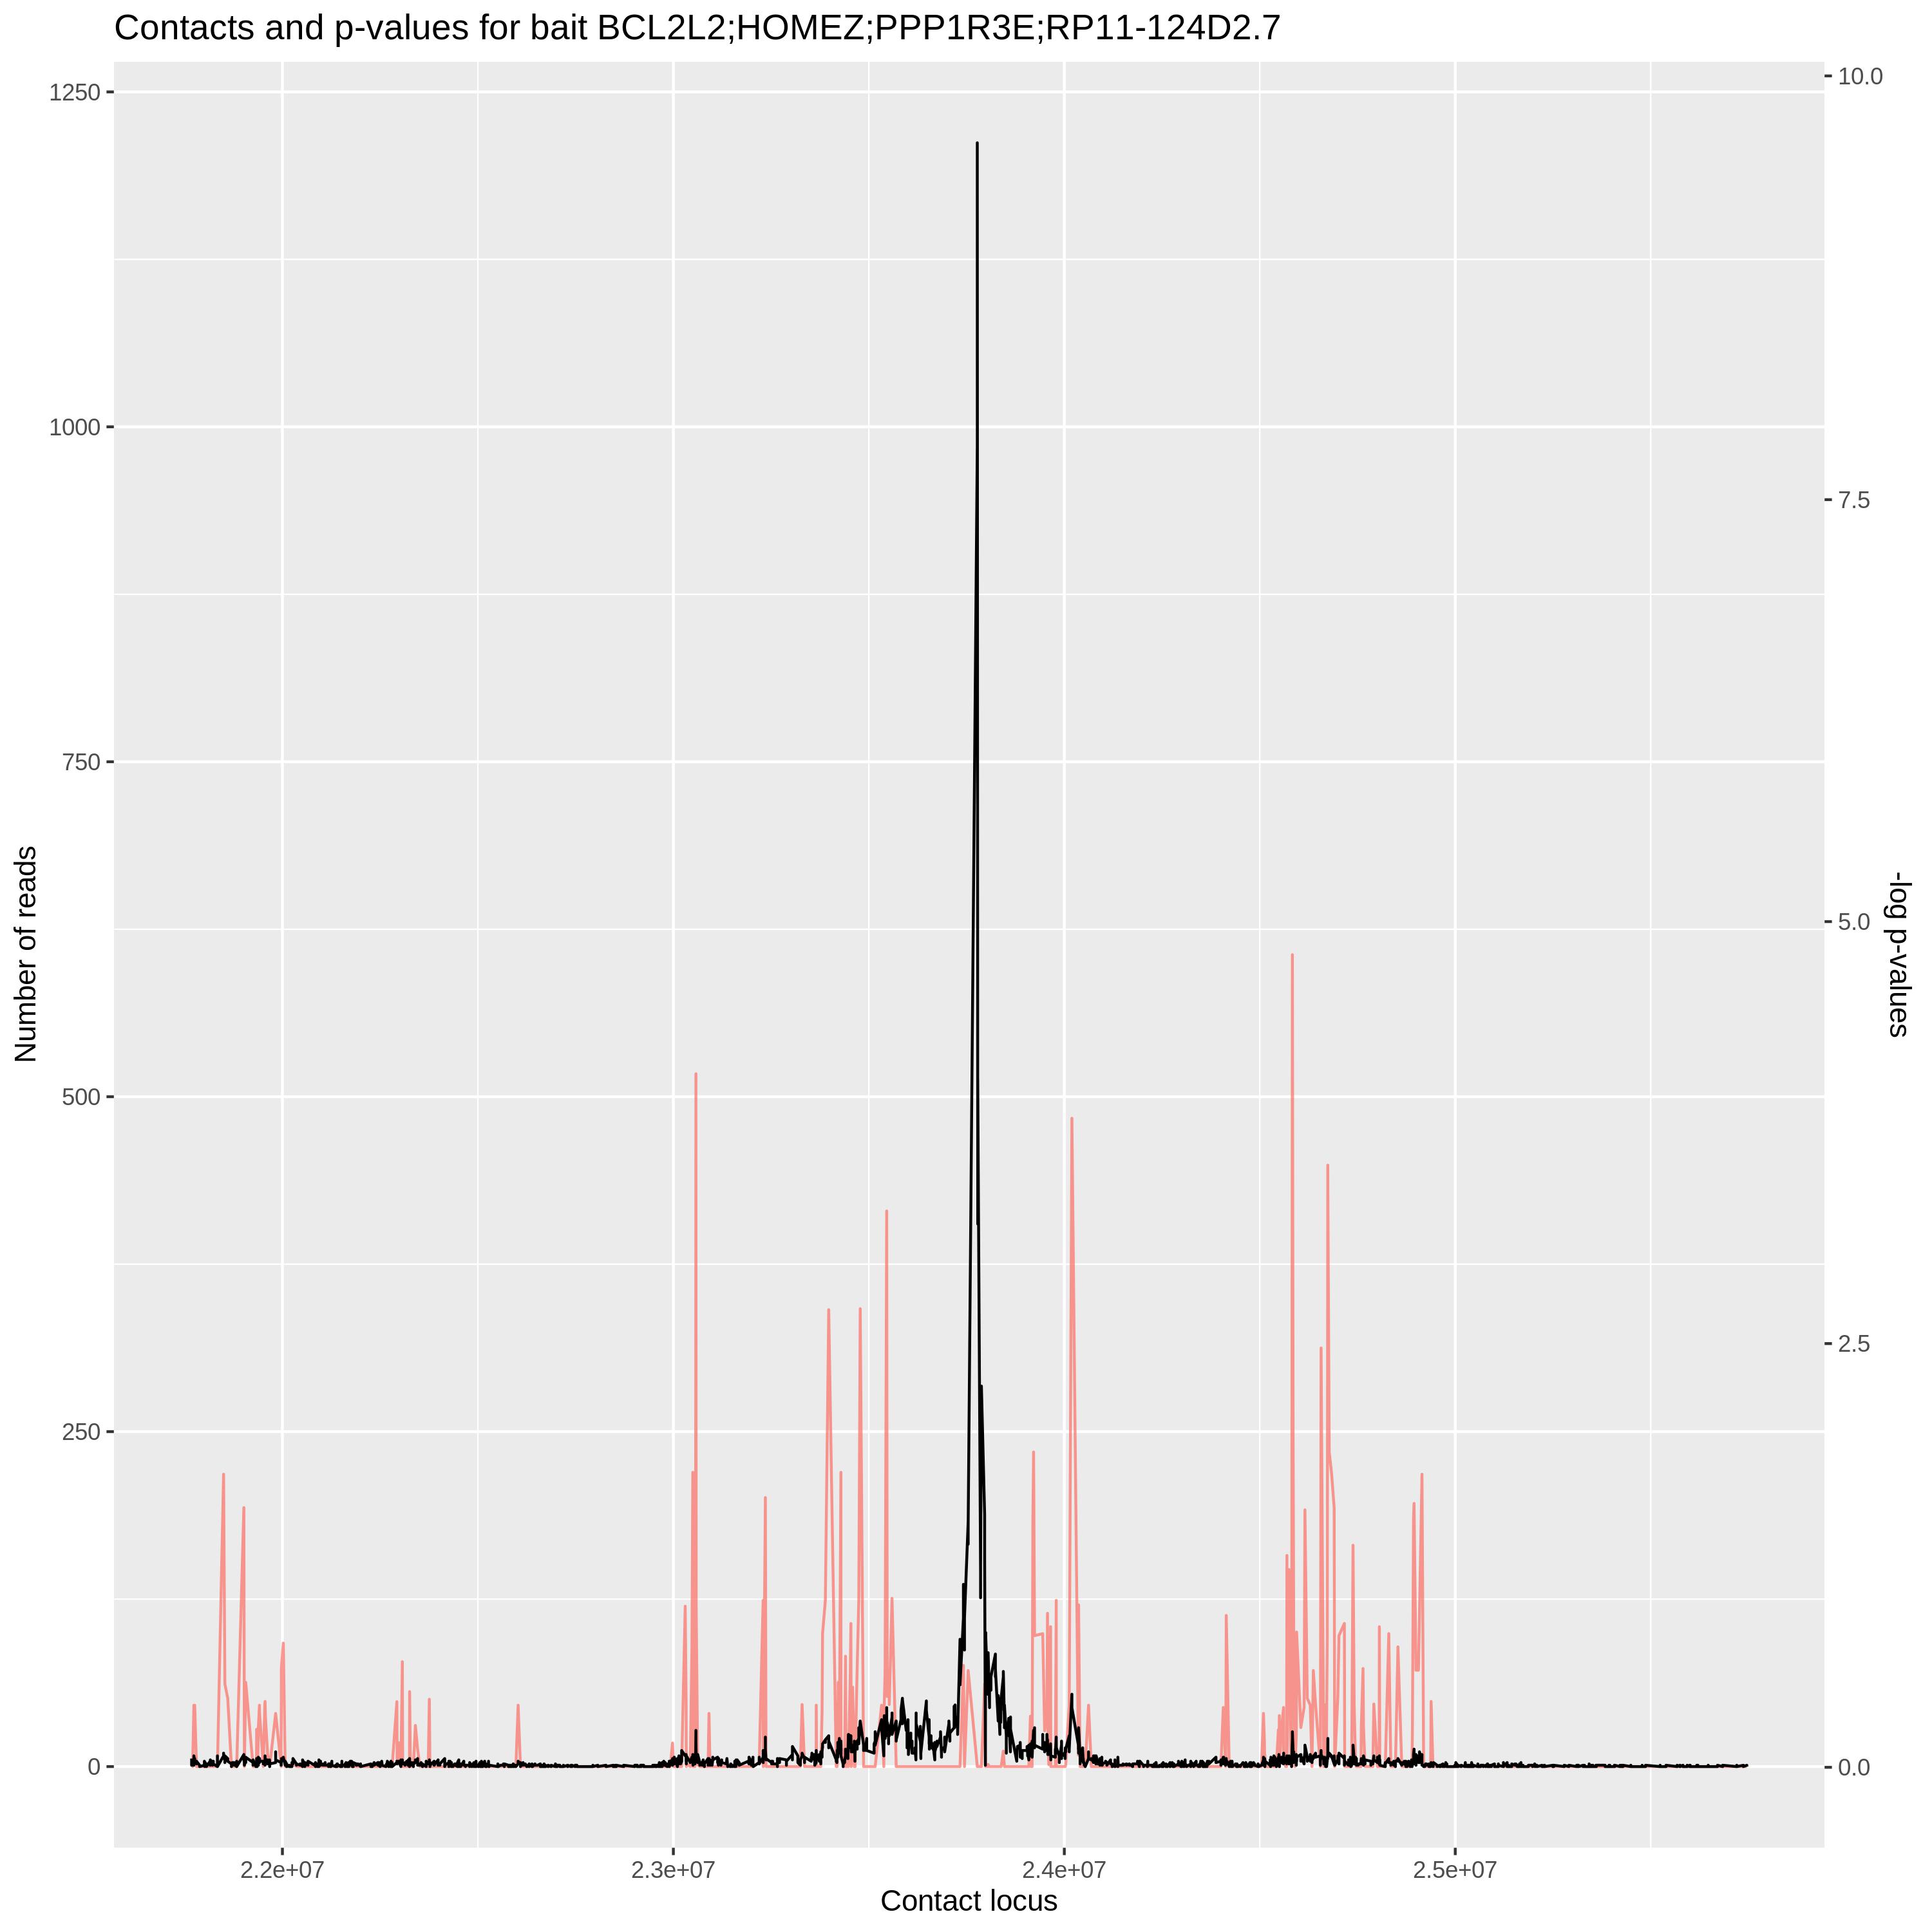 Contacts and p-values for bait BCL2L2;HOMEZ;PPP1R3E;RP11-124D2.7
1250
1000
750
500
250
0
Number of reads
10.0
7.5
5.0
2.5
0.0
-log p-values
2.2e+07
2.3e+07
2.4e+07
2.5e+07
Contact locus